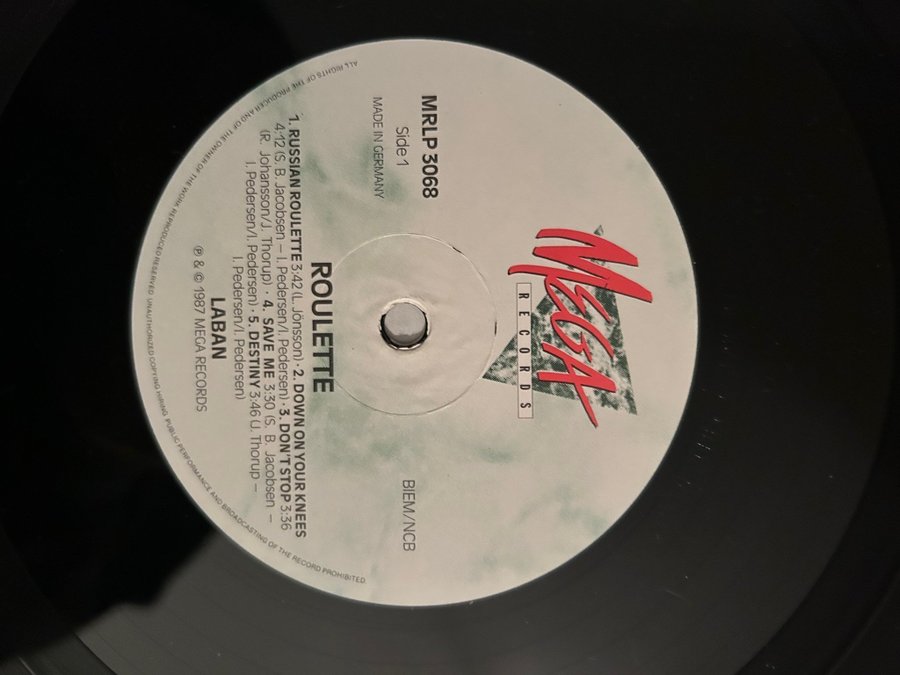 MEGA
RECORDS
MRLP 3068
Side 1
MADE IN GERMANY
BIEM/NCB
ROULETTE
1. RUSSIAN ROULETTE 3:42 (L. Jönsson) · 2. DOWN ON YOUR KNEES
4:12 (S. B. Jacobsen – I. Pedersen/I. Pedersen) · 3. DON'T STOP 3:36
(R. Johansson/J. Thorup) · 4. SAVE ME 3:30 (S. B. Jacobsen –
I. Pedersen/I. Pedersen) · 5. DESTINY 3:46 (J. Thorup –
I. Pedersen/I. Pedersen)
LABAN
℗ & © 1987 MEGA RECORDS
ALL RIGHTS OF THE PRODUCER AND OF THE OWNER OF THE WORK REPRODUCED RESERVED. UNAUTHORIZED COPYING HIRING. PUBLIC PERFORMANCE AND BROADCASTING OF THE RECORD PROHIBITED.